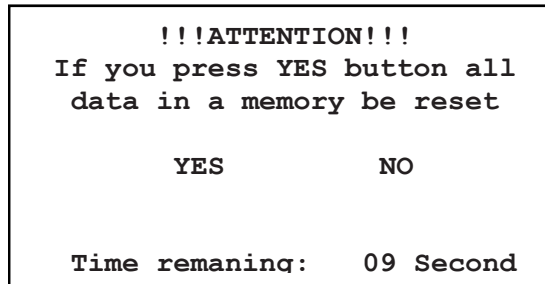 !!!ATTENTION!!!
If you press YES button all
data in a memory be reset
YES NO
Time remaning: 09 Second